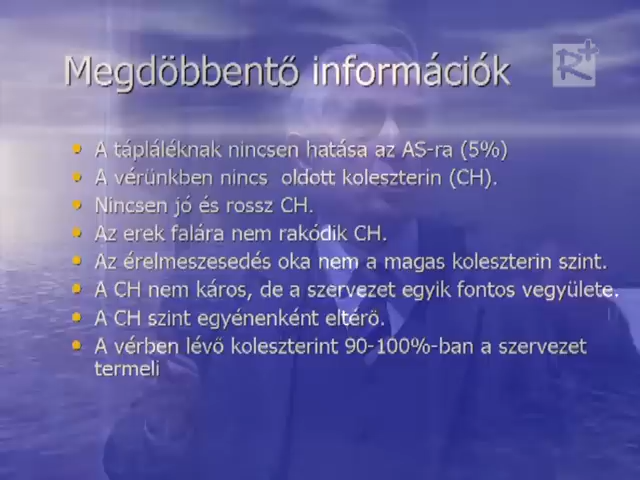 Megdöbbentő információk
R+
• A tápláléknak nincsen hatása az AS-ra (5%)
• A vérünkben nincs oldott koleszterin (CH).
• Nincsen jó és rossz CH.
• Az erek falára nem rakódik CH.
• Az érelmeszesedés oka nem a magas koleszterin szint.
• A CH nem káros, de a szervezet egyik fontos vegyülete.
• A CH szint egyénenként eltérő.
• A vérben lévő koleszterint 90-100%-ban a szervezet
termeli